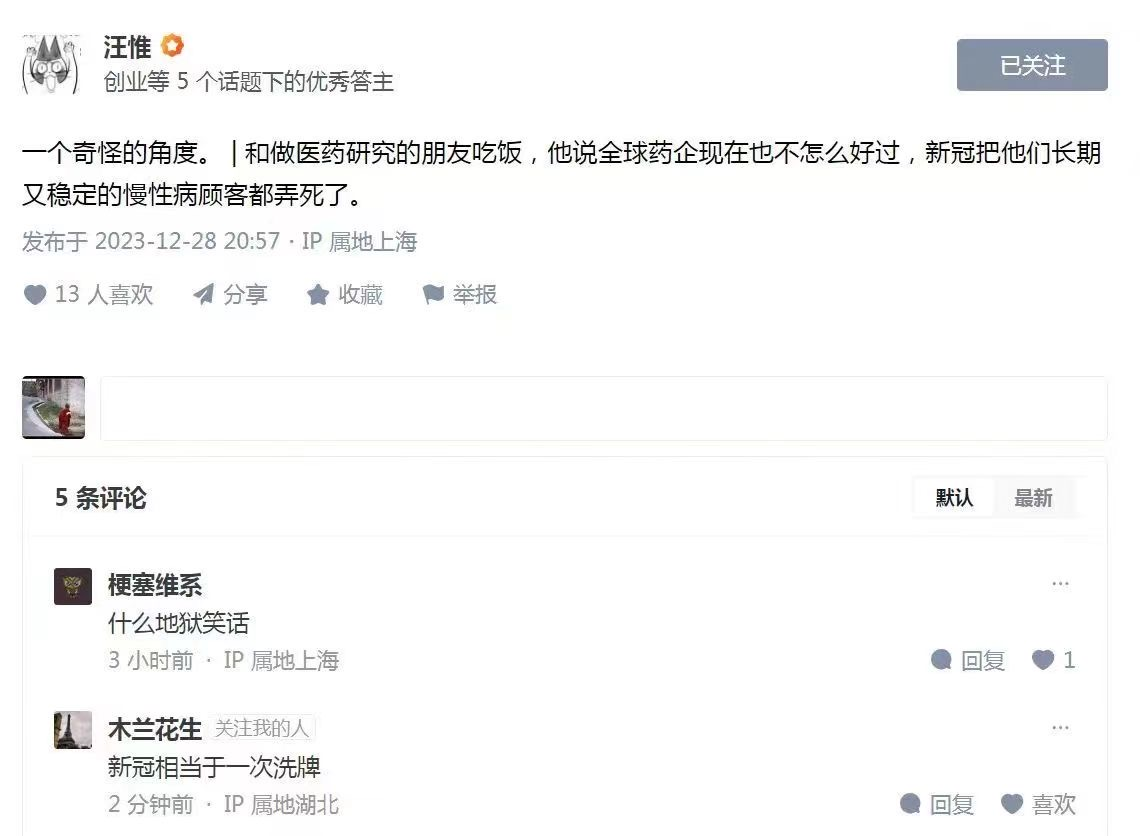 汪惟
创业等 5 个话题下的优秀答主
已关注
一个奇怪的角度。 | 和做医药研究的朋友吃饭，他说全球药企现在也不怎么好过，新冠把他们长期
又稳定的慢性病顾客都弄死了。
发布于 2023-12-28 20:57 · IP 属地上海
13 人喜欢 分享 收藏 举报
5 条评论
默认 最新
梗塞维系
什么地狱笑话
3 小时前 · IP 属地上海
回复 1
木兰花生 关注我的人
新冠相当于一次洗牌
2 分钟前 · IP 属地湖北
回复 喜欢